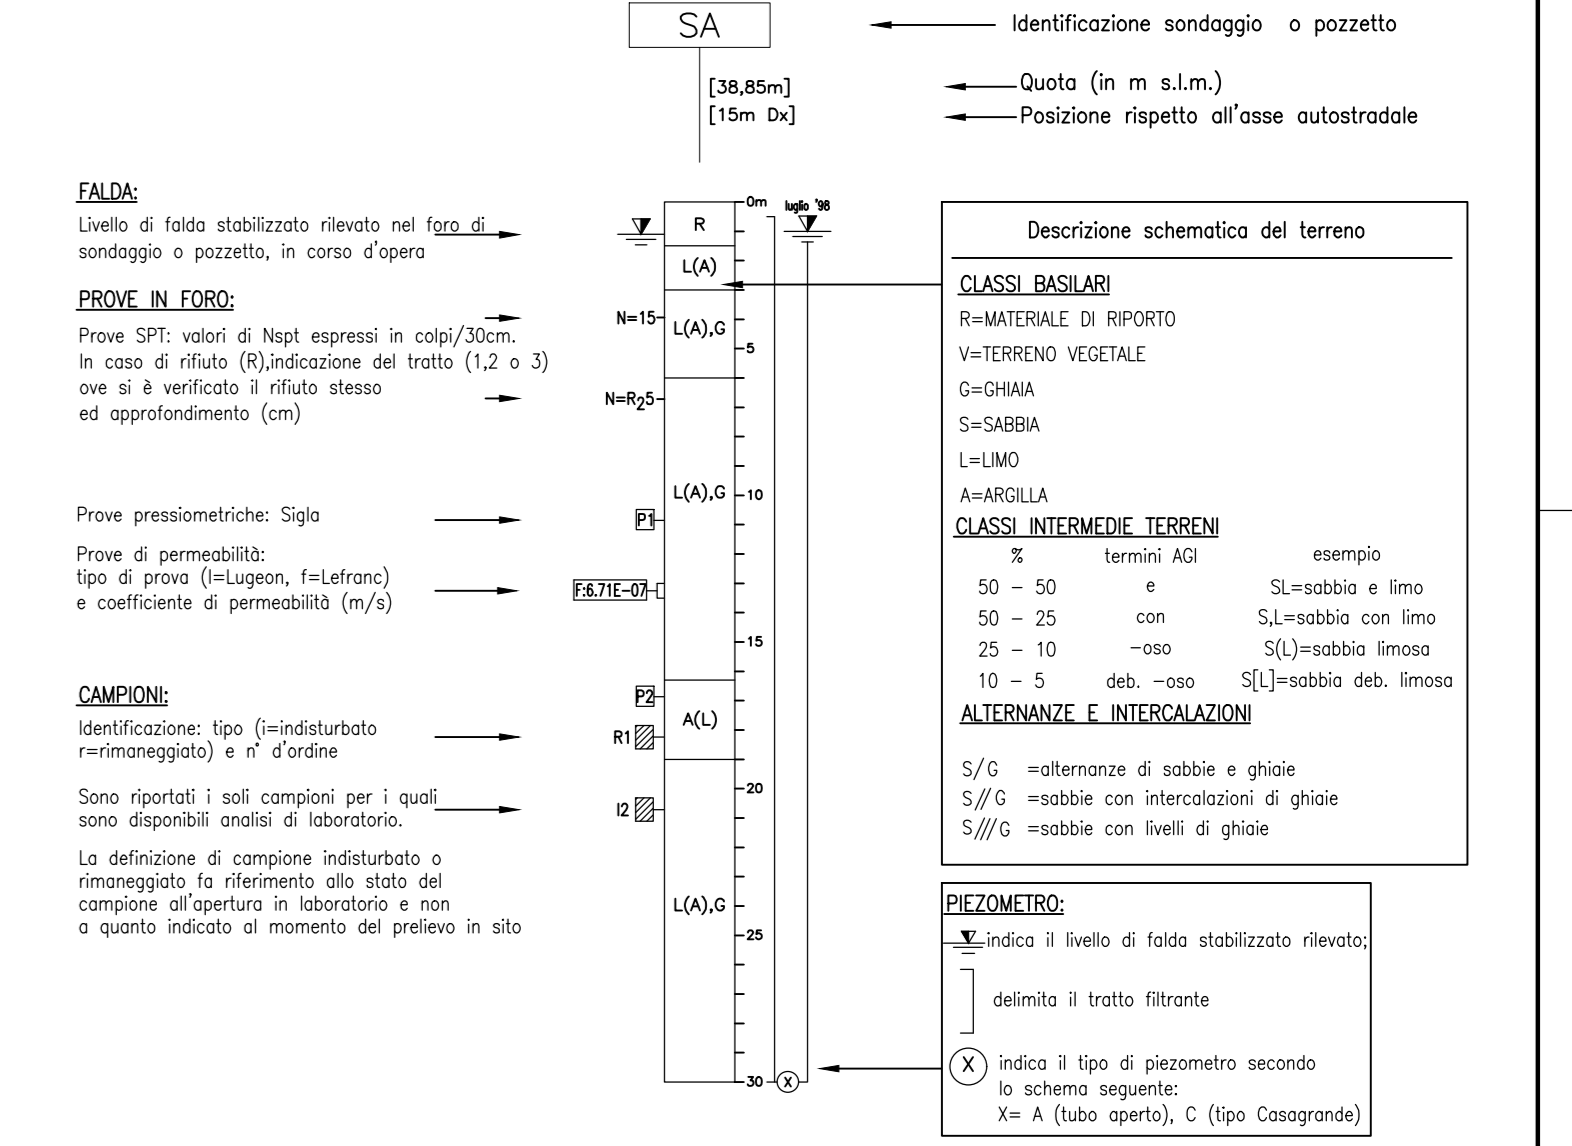 SA
Identificazione sondaggio o pozzetto
[38,85m]
Quota (in m s.l.m.)
[15m Dx]
Posizione rispetto all'asse autostradale
FALDA:
Livello di falda stabilizzato rilevato nel foro di
sondaggio o pozzetto, in corso d'opera
PROVE IN FORO:
Prove SPT: valori di Nspt espressi in colpi/30cm.
In caso di rifiuto (R),indicazione del tratto (1,2 o 3)
ove si è verificato il rifiuto stesso
ed approfondimento (cm)
Prove pressiometriche: Sigla
Prove di permeabilità:
tipo di prova (l=Lugeon, f=Lefranc)
e coefficiente di permeabilità (m/s)
CAMPIONI:
Identificazione: tipo (i=indisturbato
r=rimaneggiato) e n° d'ordine
Sono riportati i soli campioni per i quali
sono disponibili analisi di laboratorio.
La definizione di campione indisturbato o
rimaneggiato fa riferimento allo stato del
campione all'apertura in laboratorio e non
a quanto indicato al momento del prelievo in sito
N=15
N=R25
P1
F:6.71E-07
P2
R1
I2
R
L(A)
L(A),G
L(A),G
A(L)
L(A),G
0m
5
10
15
20
25
30
luglio '98
X
Descrizione schematica del terreno
CLASSI BASILARI
R=MATERIALE DI RIPORTO
V=TERRENO VEGETALE
G=GHIAIA
S=SABBIA
L=LIMO
A=ARGILLA
CLASSI INTERMEDIE TERRENI
% termini AGI esempio
50 - 50 e SL=sabbia e limo
50 - 25 con S,L=sabbia con limo
25 - 10 -oso S(L)=sabbia limosa
10 - 5 deb. -oso S[L]=sabbia deb. limosa
ALTERNANZE E INTERCALAZIONI
S/G =alternanze di sabbie e ghiaie
S//G =sabbie con intercalazioni di ghiaie
S///G =sabbie con livelli di ghiaie
PIEZOMETRO:
indica il livello di falda stabilizzato rilevato;
delimita il tratto filtrante
X indica il tipo di piezometro secondo
lo schema seguente:
X= A (tubo aperto), C (tipo Casagrande)